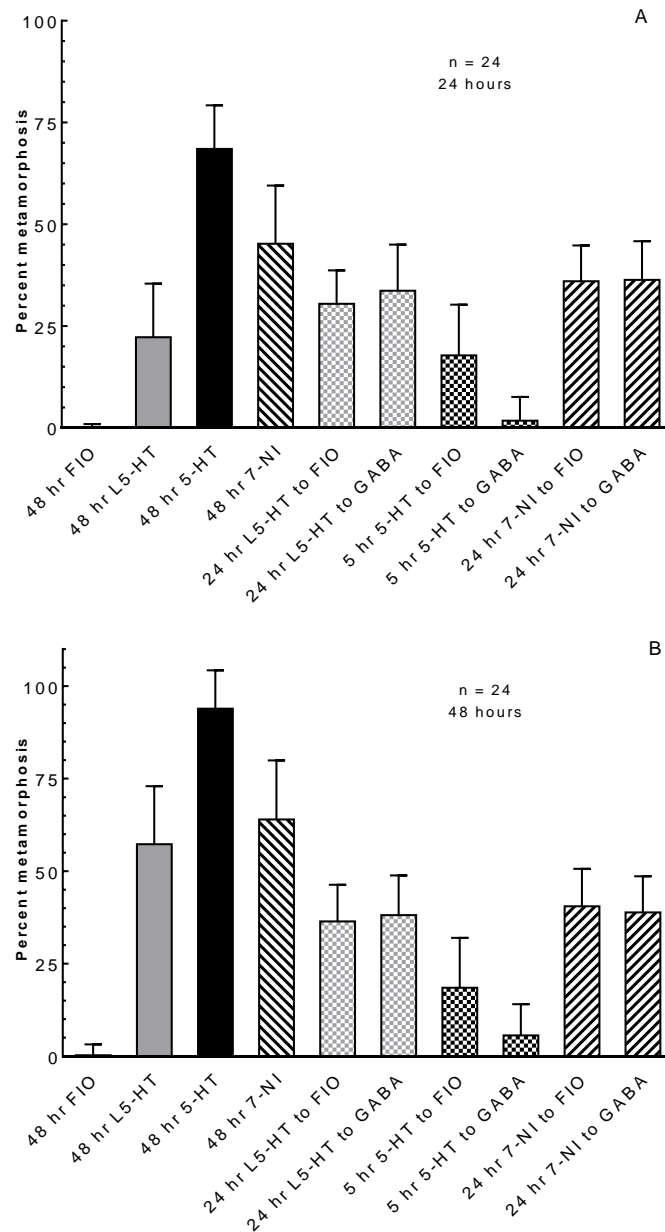 A
100
n = 24
24 hours
75
50
25
0
Percent metamorphosis
48 hr FIO
48 hr L5-HT
48 hr 5-HT
48 hr 7-NI
24 hr L5-HT to FIO
24 hr L5-HT to GABA
5 hr 5-HT to FIO
5 hr 5-HT to GABA
24 hr 7-NI to FIO
24 hr 7-NI to GABA
B
100
n = 24
48 hours
75
50
25
0
Percent metamorphosis
48 hr FIO
48 hr L5-HT
48 hr 5-HT
48 hr 7-NI
24 hr L5-HT to FIO
24 hr L5-HT to GABA
5 hr 5-HT to FIO
5 hr 5-HT to GABA
24 hr 7-NI to FIO
24 hr 7-NI to GABA